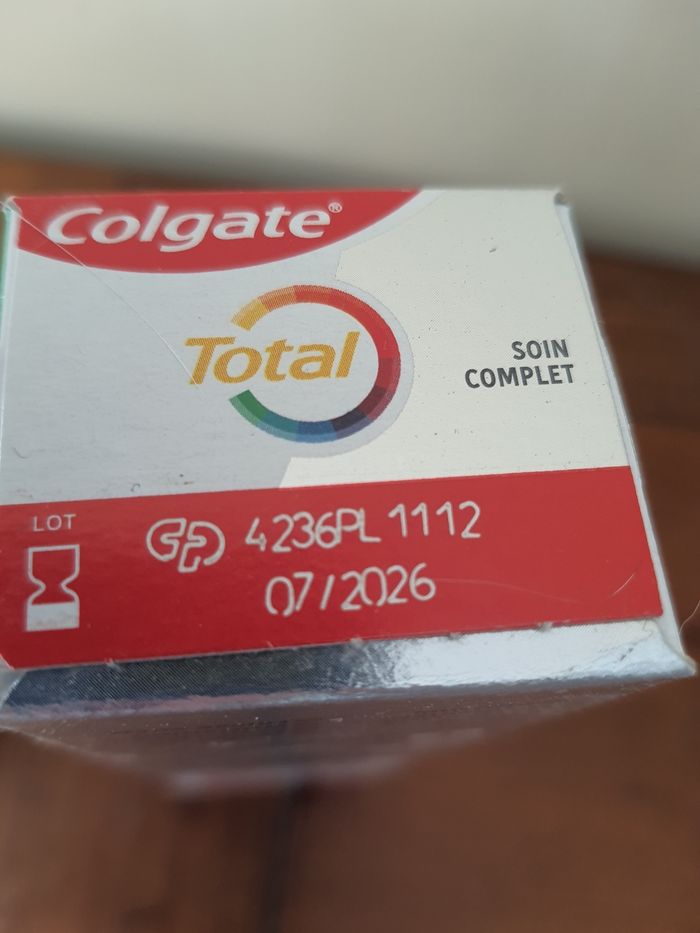 Colgate®
Total
SOIN
COMPLET
LOT
4236PL 1112
07/2026